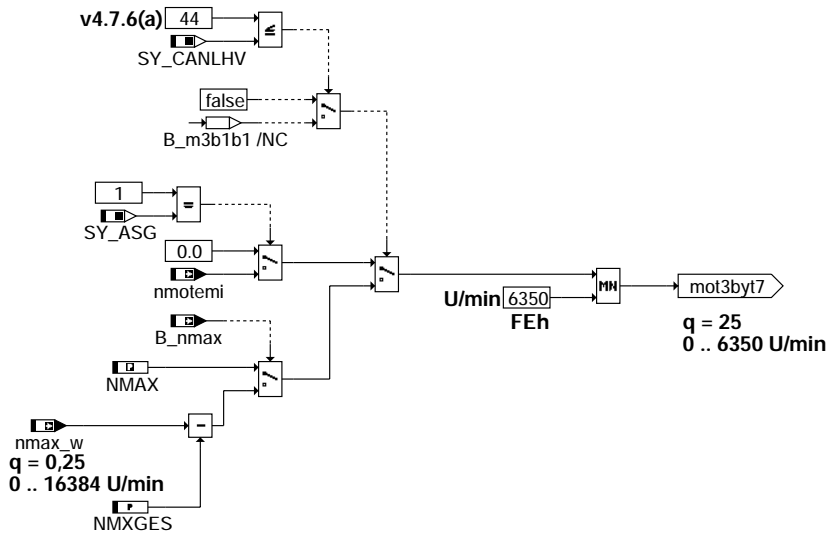 v4.7.6(a) 44
≤
SY_CANLHV
false
B_m3b1b1 /NC
1
=
SY_ASG
0.0
nmotemi
U/min 6350
MN
mot3byt7
FEh
q = 25
0 .. 6350 U/min
B_nmax
NMAX
−
nmax_w
q = 0,25
0 .. 16384 U/min
P
NMXGES